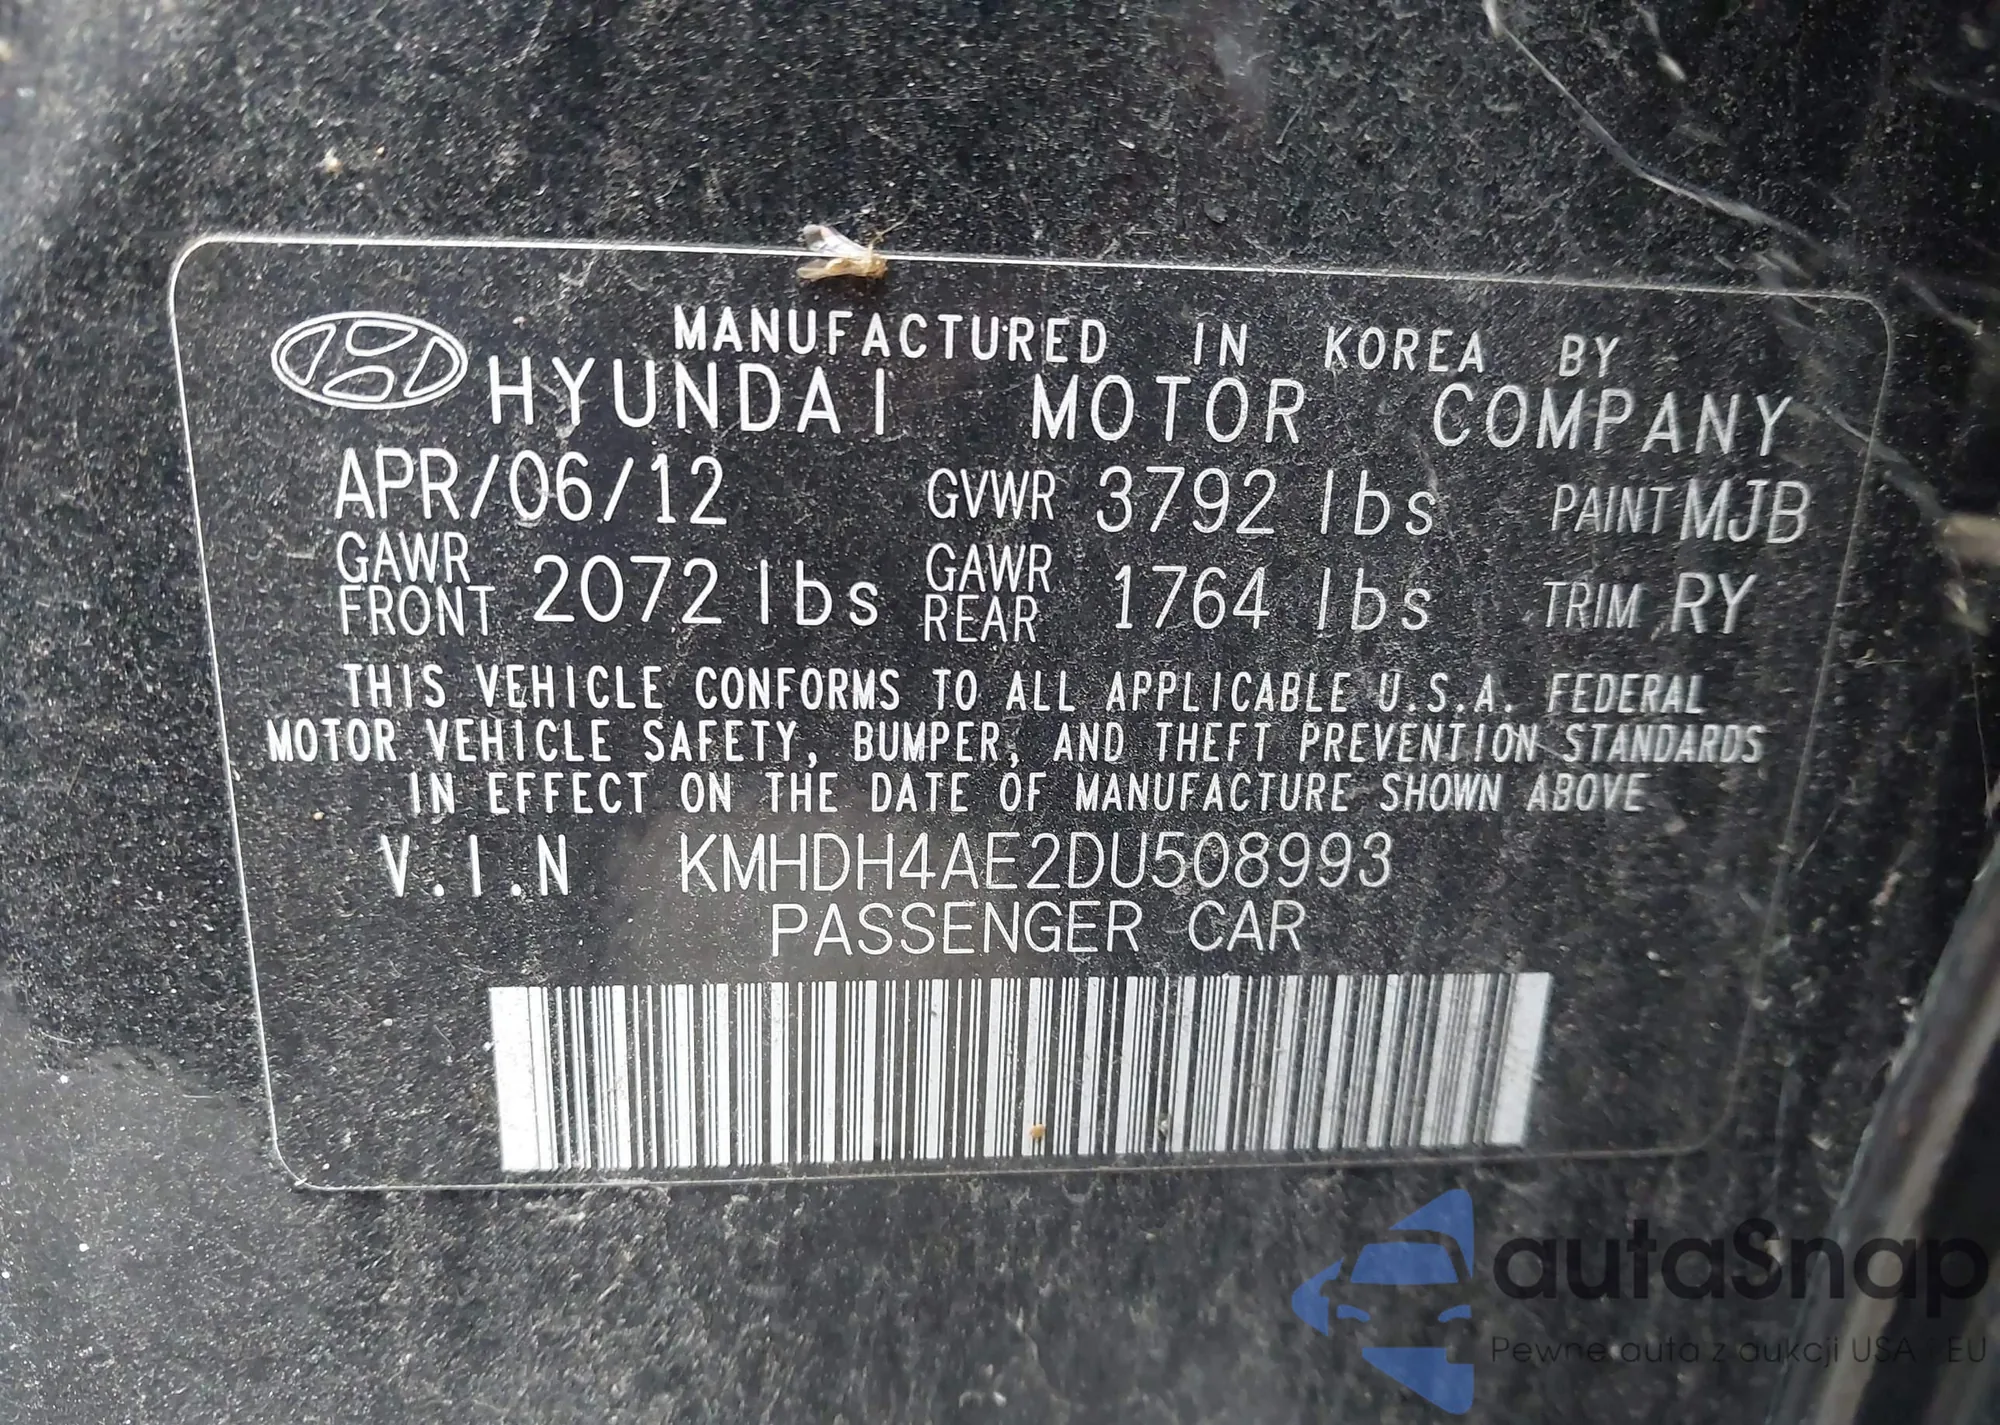 MANUFACTURED IN KOREA BY
HYUNDAI MOTOR COMPANY
APR/06/12 GVWR 3792 lbs PAINT MJB
GAWR FRONT 2072 lbs GAWR REAR 1764 lbs TRIM RY
THIS VEHICLE CONFORMS TO ALL APPLICABLE U.S.A. FEDERAL
MOTOR VEHICLE SAFETY, BUMPER, AND THEFT PREVENTION STANDARDS
IN EFFECT ON THE DATE OF MANUFACTURE SHOWN ABOVE
V.I.N KMHDH4AE2DU508993
PASSENGER CAR
autaSnap
Pewne auta z aukcji USA i EU